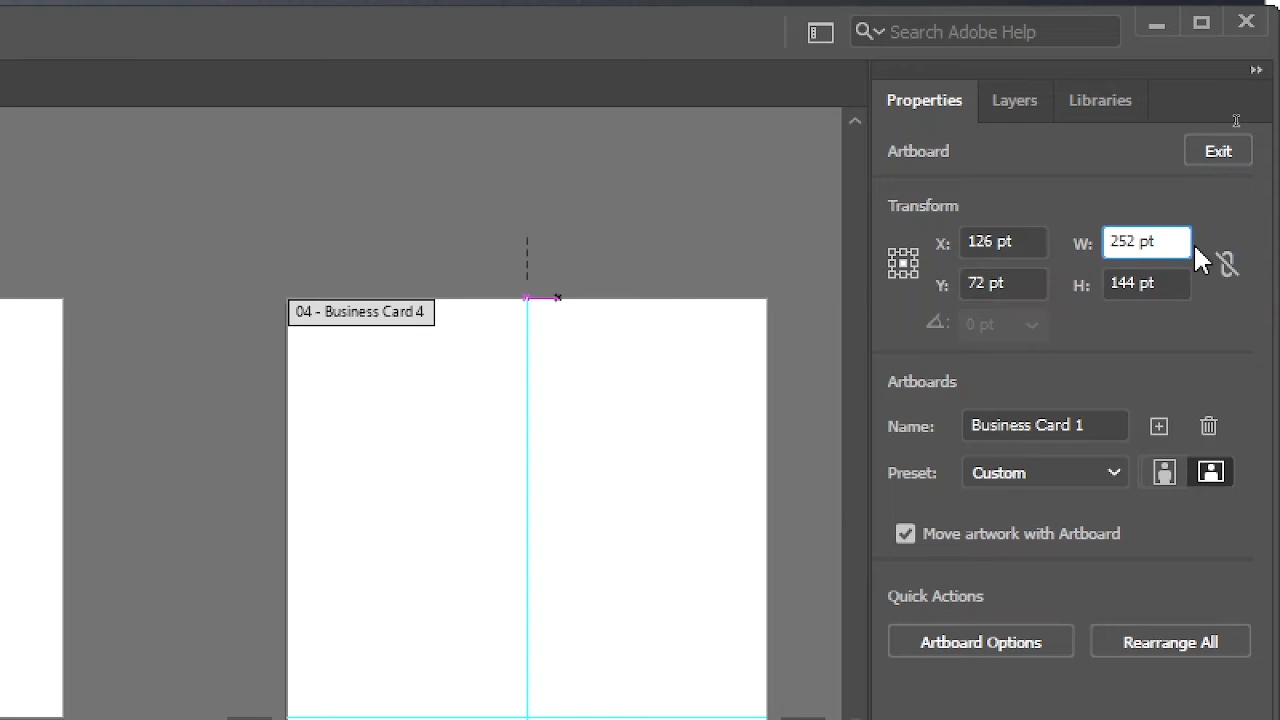 Search Adobe Help
Properties Layers Libraries
Artboard Exit
Transform
X: 126 pt W: 252 pt
Y: 72 pt H: 144 pt
0 pt
04 - Business Card 4
Artboards
Name: Business Card 1
Preset: Custom
Move artwork with Artboard
Quick Actions
Artboard Options Rearrange All